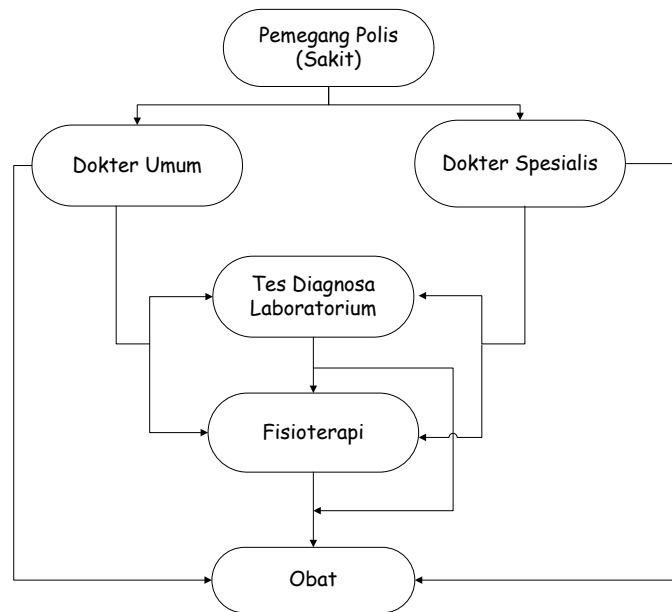 Pemegang Polis
(Sakit)
Dokter Umum
Dokter Spesialis
Tes Diagnosa
Laboratorium
Fisioterapi
Obat